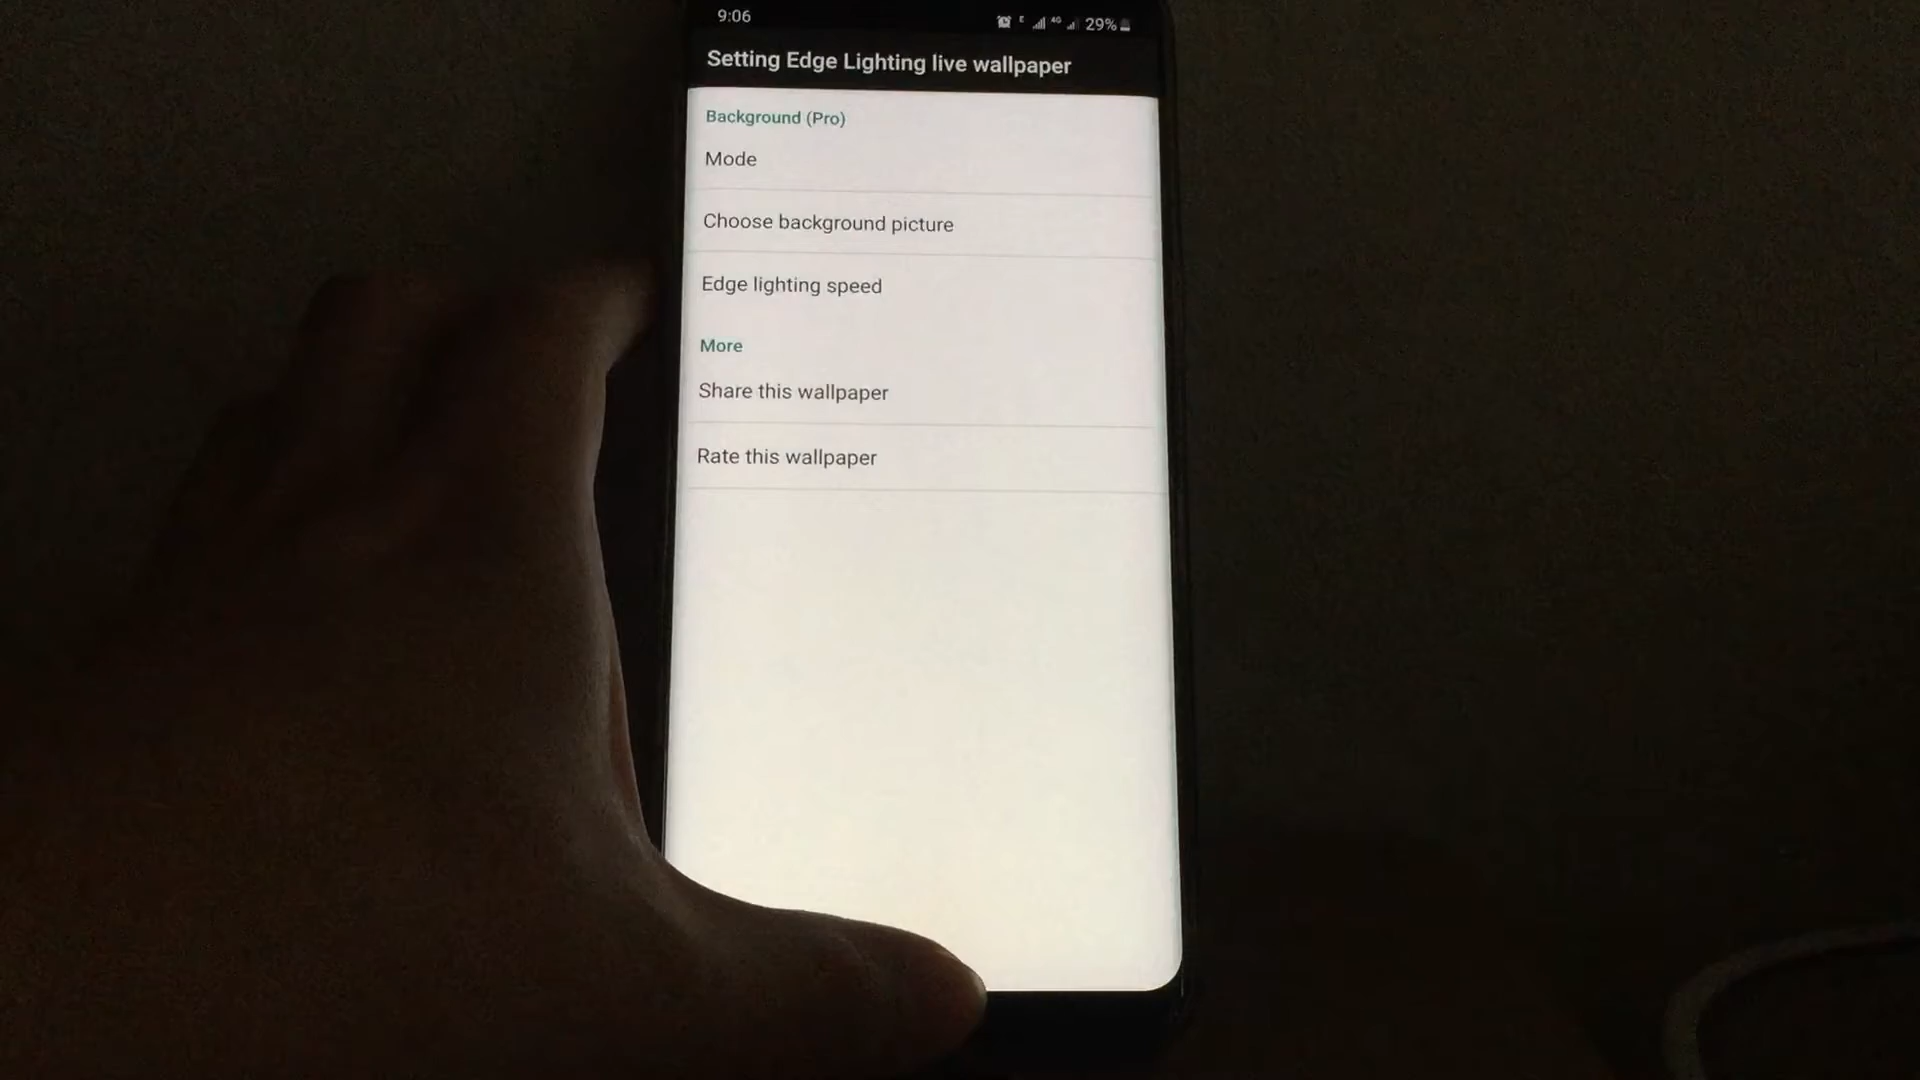 9:06
E 4G 29%
Setting Edge Lighting live wallpaper
Background (Pro)
Mode
Choose background picture
Edge lighting speed
More
Share this wallpaper
Rate this wallpaper